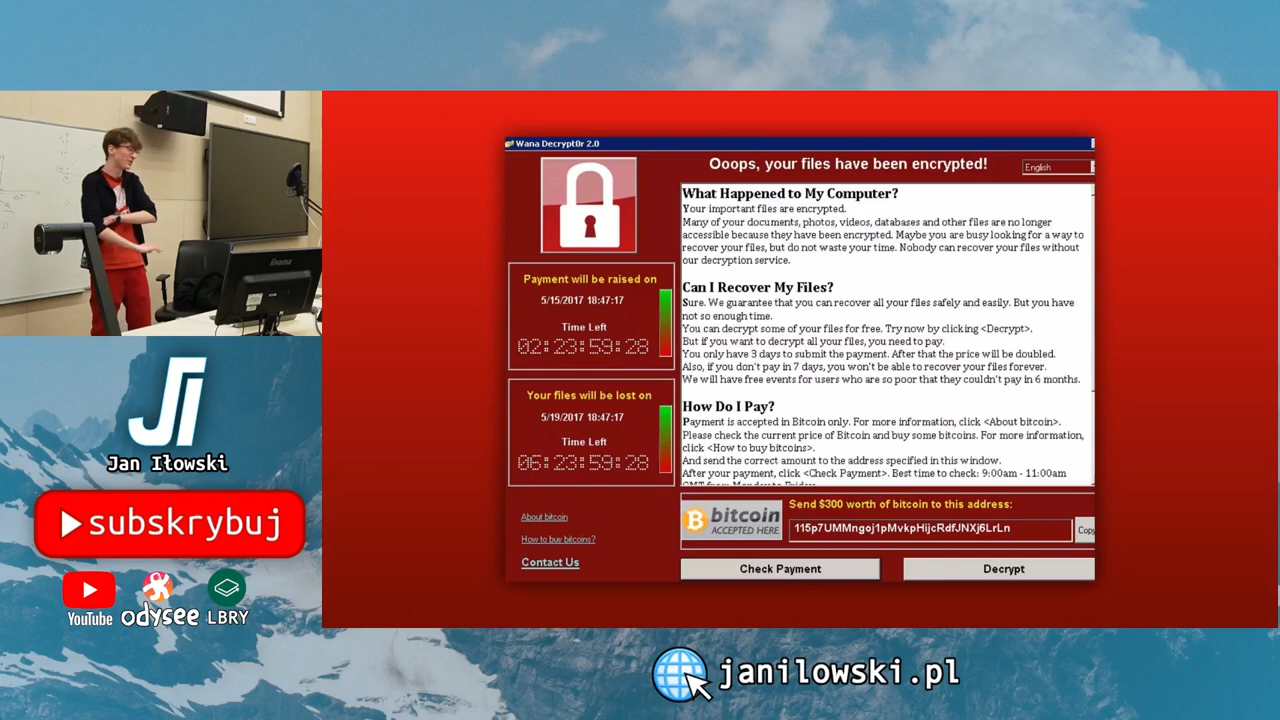 iiyama
Ji
Jan Iłowski
subskrybuj
YouTube
odysee
LBRY
Wana Decrypt0r 2.0
Ooops, your files have been encrypted!
English
Payment will be raised on
5/15/2017 18:47:17
Time Left
02:23:59:28
Your files will be lost on
5/19/2017 18:47:17
Time Left
06:23:59:28
About bitcoin
How to buy bitcoins?
Contact Us
What Happened to My Computer?
Your important files are encrypted.
Many of your documents, photos, videos, databases and other files are no longer
accessible because they have been encrypted. Maybe you are busy looking for a way to
recover your files, but do not waste your time. Nobody can recover your files without
our decryption service.
Can I Recover My Files?
Sure. We guarantee that you can recover all your files safely and easily. But you have
not so enough time.
You can decrypt some of your files for free. Try now by clicking <Decrypt>.
But if you want to decrypt all your files, you need to pay.
You only have 3 days to submit the payment. After that the price will be doubled.
Also, if you don't pay in 7 days, you won't be able to recover your files forever.
We will have free events for users who are so poor that they couldn't pay in 6 months.
How Do I Pay?
Payment is accepted in Bitcoin only. For more information, click <About bitcoin>.
Please check the current price of Bitcoin and buy some bitcoins. For more information,
click <How to buy bitcoins>.
And send the correct amount to the address specified in this window.
After your payment, click <Check Payment>. Best time to check: 9:00am - 11:00am
GMT from Monday to Friday.
bitcoin
ACCEPTED HERE
Send $300 worth of bitcoin to this address:
115p7UMMngoj1pMvkpHijcRdfJNXj6LrLn
Copy
Check Payment
Decrypt
janilowski.pl